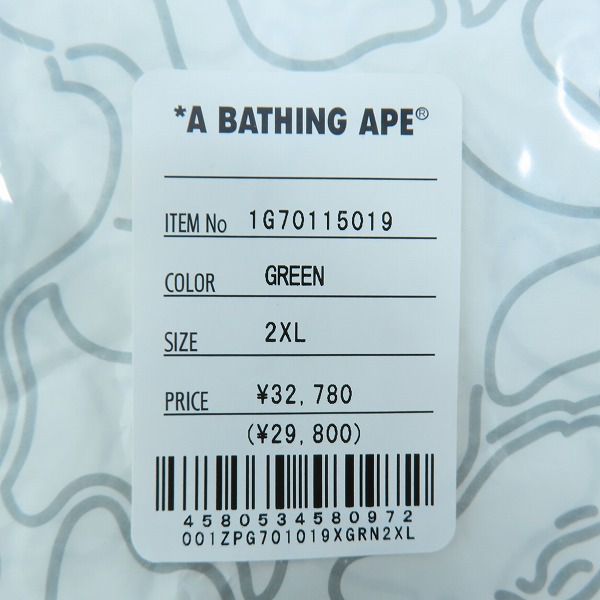 *A BATHING APE®
ITEM No 1G70115019
COLOR GREEN
SIZE 2XL
PRICE ¥32,780
(¥29,800)
4580534580972
001ZPG701019XGRN2XL